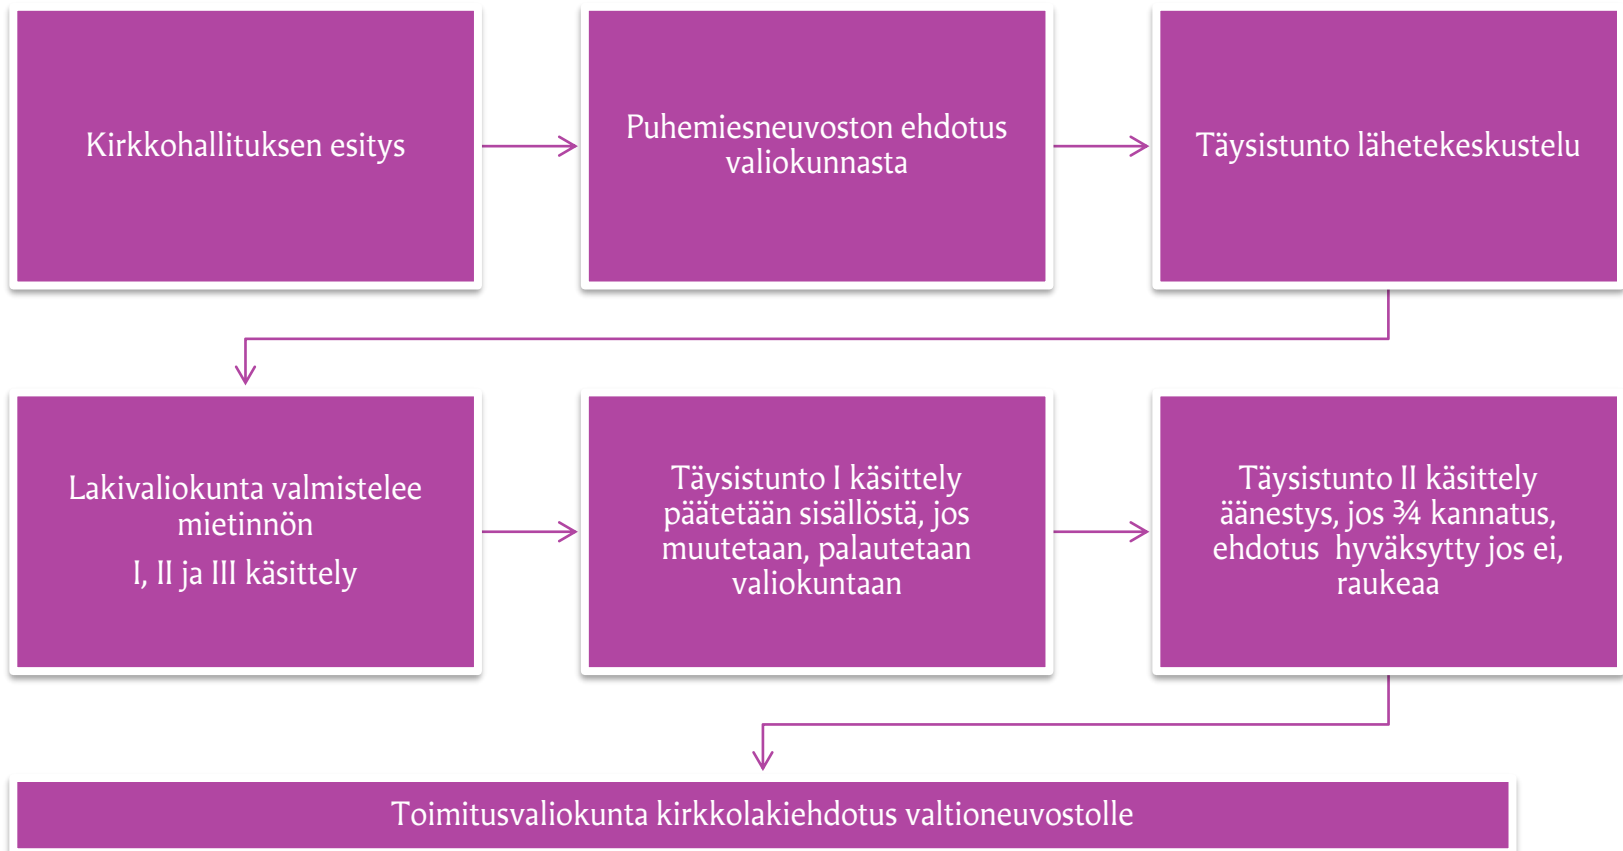 Kirkkohallituksen esitys
Puhemiesneuvoston ehdotus
valiokunnasta
Täysistunto lähetekeskustelu
Lakivaliokunta valmistelee
mietinnön
I, II ja III käsittely
Täysistunto I käsittely
päätetään sisällöstä, jos
muutetaan, palautetaan
valiokuntaan
Täysistunto II käsittely
äänestys, jos ¾ kannatus,
ehdotus  hyväksytty jos ei,
raukeaa
Toimitusvaliokunta kirkkolakiehdotus valtioneuvostolle